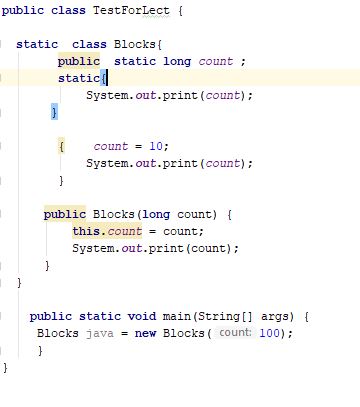 public class TestForLect {
static class Blocks{
public static long count ;
static{
System.out.print(count);
}
{ count = 10;
System.out.print(count);
}
public Blocks(long count) {
this.count = count;
System.out.print(count);
}
}
public static void main(String[] args) {
Blocks java = new Blocks( count: 100);
}
}